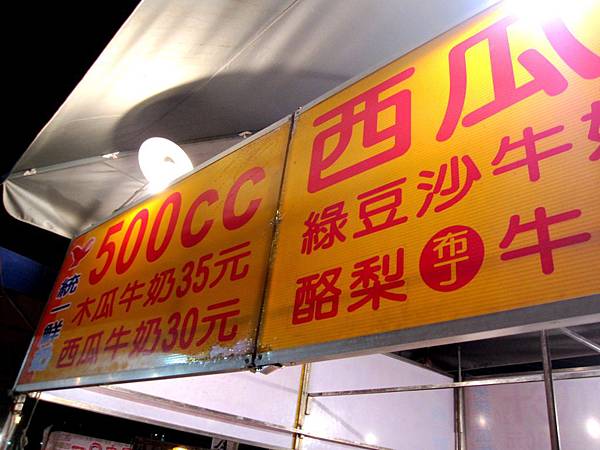 500cc
木瓜牛奶35元
西瓜牛奶30元
統一鮮
西瓜
綠豆沙牛奶
酪梨布丁牛